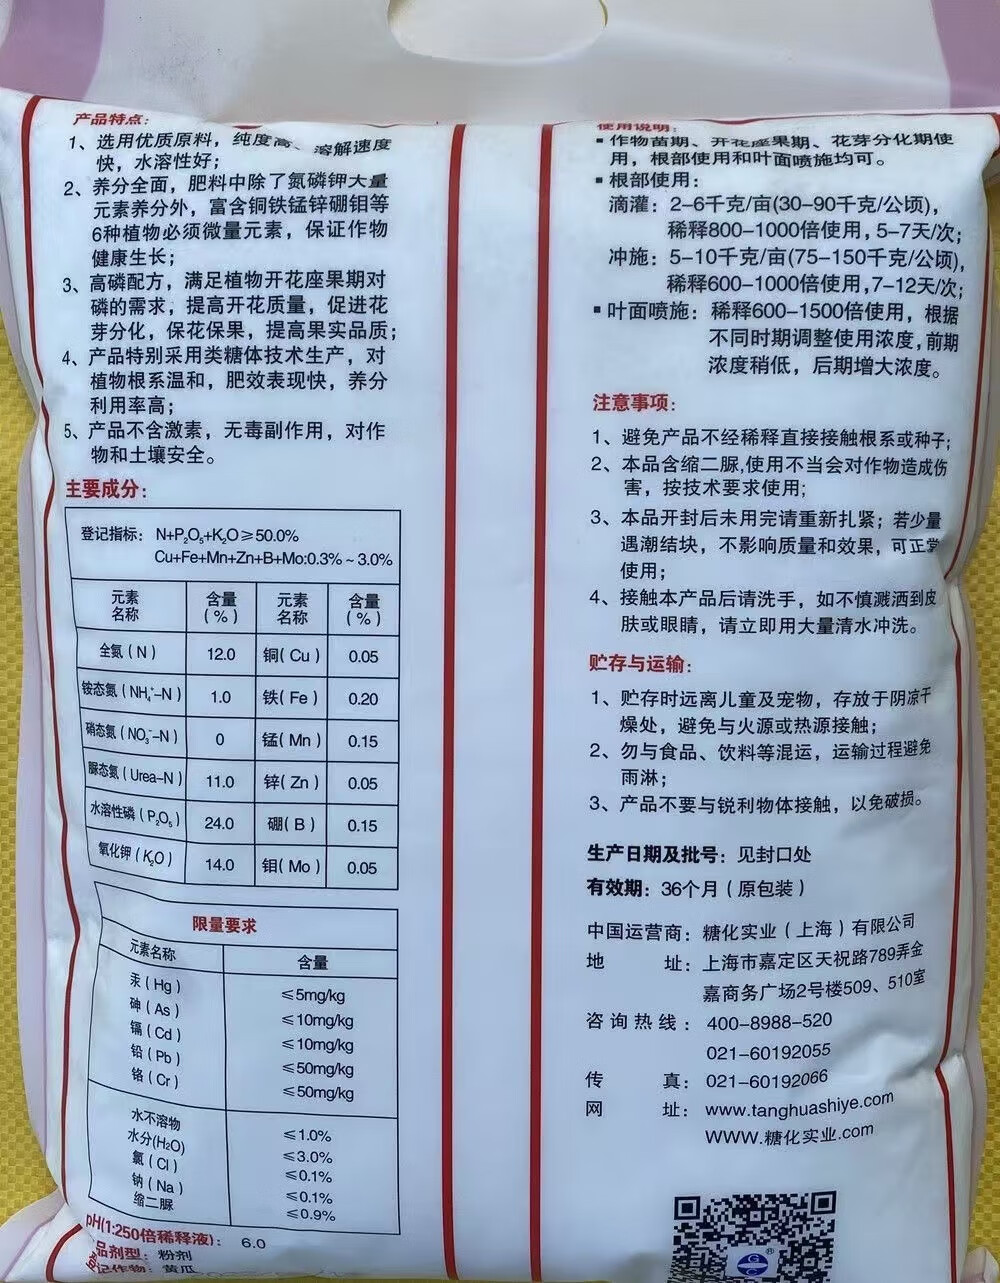 产品特点：
1、选用优质原料，纯度高、溶解速度
快，水溶性好；
2、养分全面，肥料中除了氮磷钾大量
元素养分外，富含铜铁锰锌硼钼等
6种植物必须微量元素，保证作物
健康生长；
3、高磷配方，满足植物开花座果期对
磷的需求，提高开花质量，促进花
芽分化，保花保果，提高果实品质；
4、产品特别采用类糖体技术生产，对
植物根系温和，肥效表现快，养分
利用率高；
5、产品不含激素，无毒副作用，对作
物和土壤安全。
主要成分：
登记指标：N+P₂O₅+K₂O≥50.0%
Cu+Fe+Mn+Zn+B+Mo:0.3%~3.0%
元素名称 含量(%) 元素名称 含量(%)
全氮(N) 12.0 铜(Cu) 0.05
铵态氮(NH₄⁺-N) 1.0 铁(Fe) 0.20
硝态氮(NO₃⁻-N) 0 锰(Mn) 0.15
脲态氮(Urea-N) 11.0 锌(Zn) 0.05
水溶性磷(P₂O₅) 24.0 硼(B) 0.15
氧化钾(K₂O) 14.0 钼(Mo) 0.05
限量要求
元素名称 含量
汞(Hg) ≤5mg/kg
砷(As) ≤10mg/kg
镉(Cd) ≤10mg/kg
铅(Pb) ≤50mg/kg
铬(Cr) ≤50mg/kg
水不溶物 ≤1.0%
水分(H₂O) ≤3.0%
氯(Cl) ≤0.1%
钠(Na) ≤0.1%
缩二脲 ≤0.9%
pH(1:250倍稀释液)：6.0
品剂型：粉剂
记作物：黄瓜
使用说明：
▪作物苗期、开花座果期、花芽分化期使
用，根部使用和叶面喷施均可。
▪根部使用：
滴灌：2-6千克/亩(30-90千克/公顷)，
稀释800-1000倍使用，5-7天/次；
冲施：5-10千克/亩(75-150千克/公顷)，
稀释600-1000倍使用，7-12天/次；
▪叶面喷施：稀释600-1500倍使用，根据
不同时期调整使用浓度，前期
浓度稍低，后期增大浓度。
注意事项：
1、避免产品不经稀释直接接触根系或种子；
2、本品含缩二脲，使用不当会对作物造成伤
害，按技术要求使用；
3、本品开封后未用完请重新扎紧；若少量
遇潮结块，不影响质量和效果，可正常
使用；
4、接触本产品后请洗手，如不慎溅洒到皮
肤或眼睛，请立即用大量清水冲洗。
贮存与运输：
1、贮存时远离儿童及宠物，存放于阴凉干
燥处，避免与火源或热源接触；
2、勿与食品、饮料等混运，运输过程避免
雨淋；
3、产品不要与锐利物体接触，以免破损。
生产日期及批号：见封口处
有效期：36个月（原包装）
中国运营商：糖化实业（上海）有限公司
地址：上海市嘉定区天祝路789弄金
嘉商务广场2号楼509、510室
咨询热线：400-8988-520
021-60192055
传真：021-60192066
网址：www.tanghuashiye.com
WWW.糖化实业.com